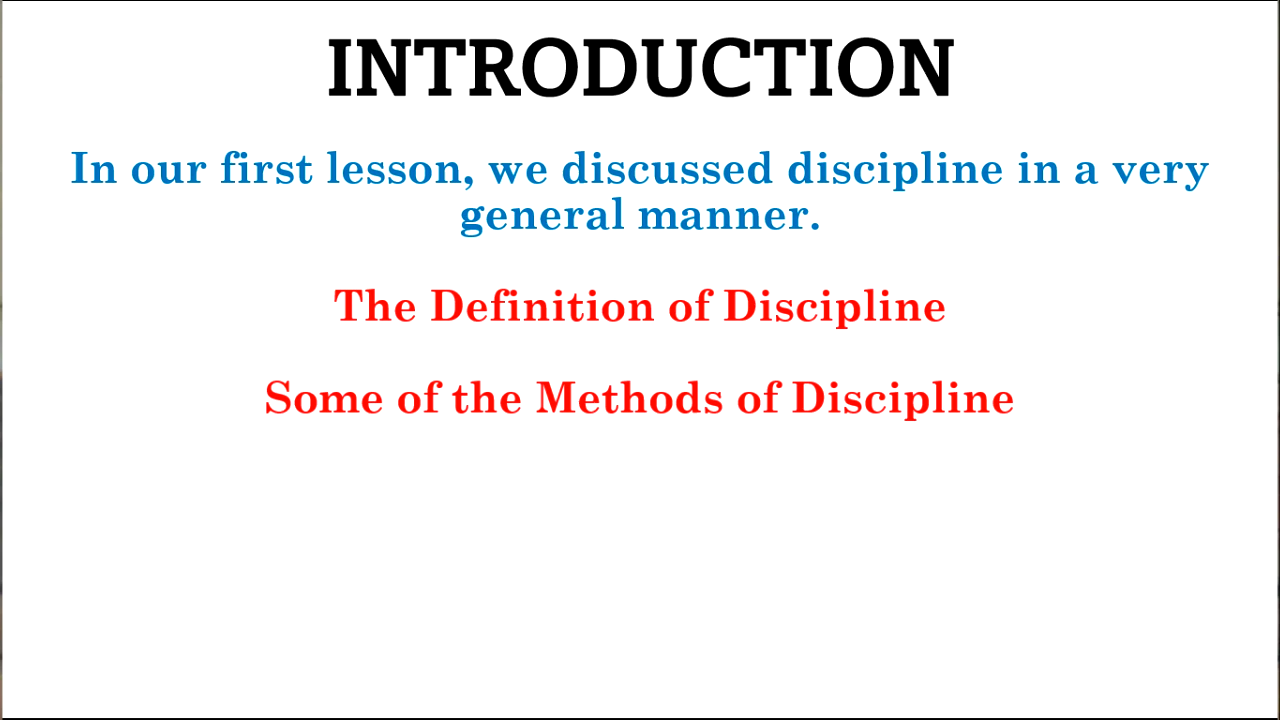 INTRODUCTION
In our first lesson, we discussed discipline in a very
general manner.
The Definition of Discipline
Some of the Methods of Discipline